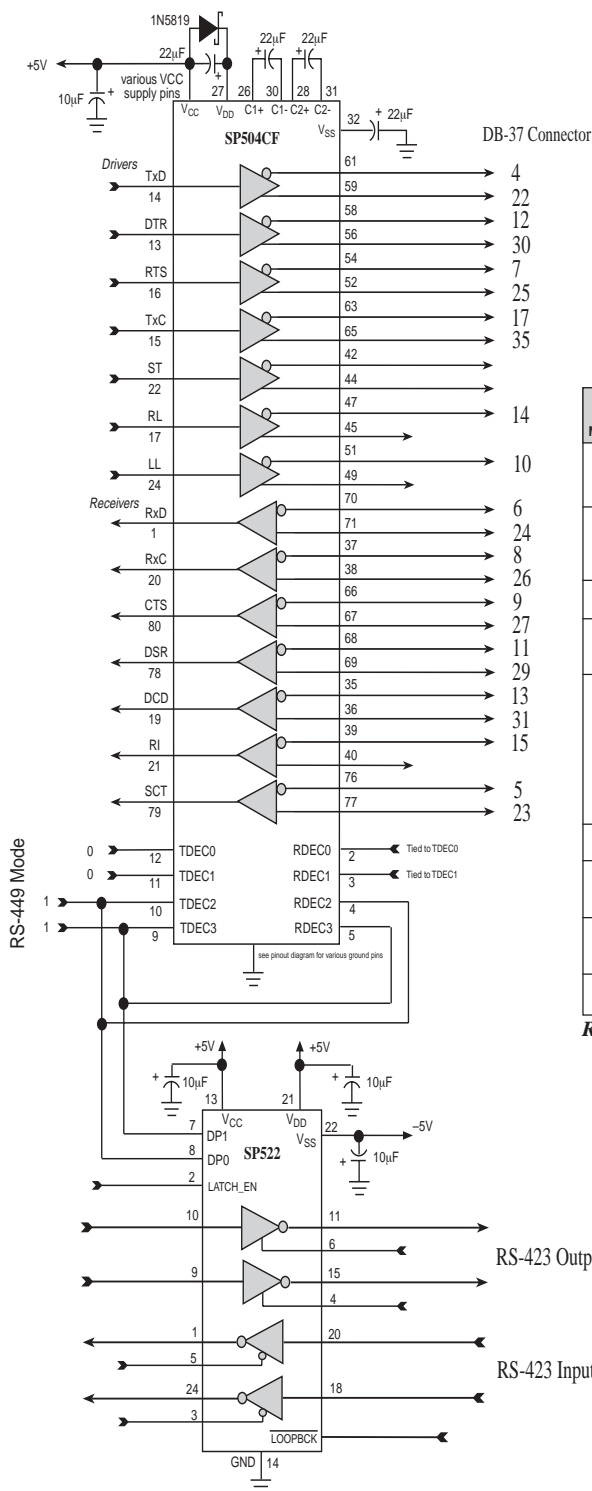 1N5819
22µF
22µF 22µF
+5V
10µF +
various VCC
supply pins
27 26 30 28 31
VCC VDD C1+ C1- C2+ C2-
SP504CF
VSS 32 + 22µF
DB-37 Connector
Drivers
TxD 14 61 4
59 22
DTR 13 58 12
56 30
RTS 16 54 7
52 25
TxC 15 63 17
65 35
ST 22 42
44
RL 17 47 14
45
LL 24 51 10
49
Receivers
RxD 1 70 6
71 24
RxC 20 37 8
38 26
CTS 80 66 9
67 27
DSR 78 68 11
69 29
DCD 19 35 13
36 31
RI 21 39 15
40
SCT 79 76 5
77 23
RS-449 Mode
0 12 TDEC0 RDEC0 2 Tied to TDEC0
0 11 TDEC1 RDEC1 3 Tied to TDEC1
1 10 TDEC2 RDEC2 4
1 9 TDEC3 RDEC3 5
see pinout diagram for various ground pins
+5V +5V
+ 10µF + 10µF
13 21
VCC VDD
7 DP1 VSS 22 –5V
8 DP0 SP522 + 10µF
2 LATCH_EN
10 11
6
RS-423 Outp
9 15
4
1 20
5
RS-423 Input
24 18
3
LOOPBCK
GND 14